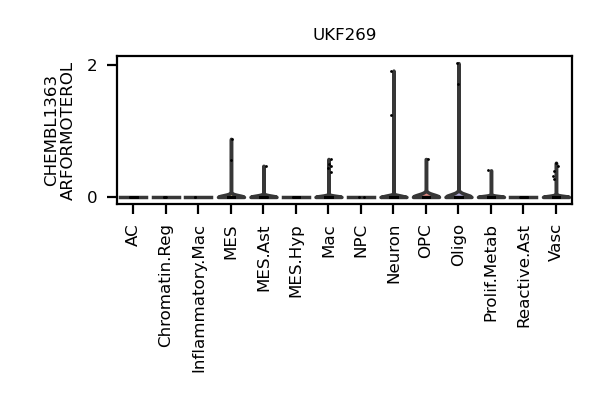 UKF269
CHEMBL1363
ARFORMOTEROL
2
0
AC
Chromatin.Reg
Inflammatory.Mac
MES
MES.Ast
MES.Hyp
Mac
NPC
Neuron
OPC
Oligo
Prolif.Metab
Reactive.Ast
Vasc